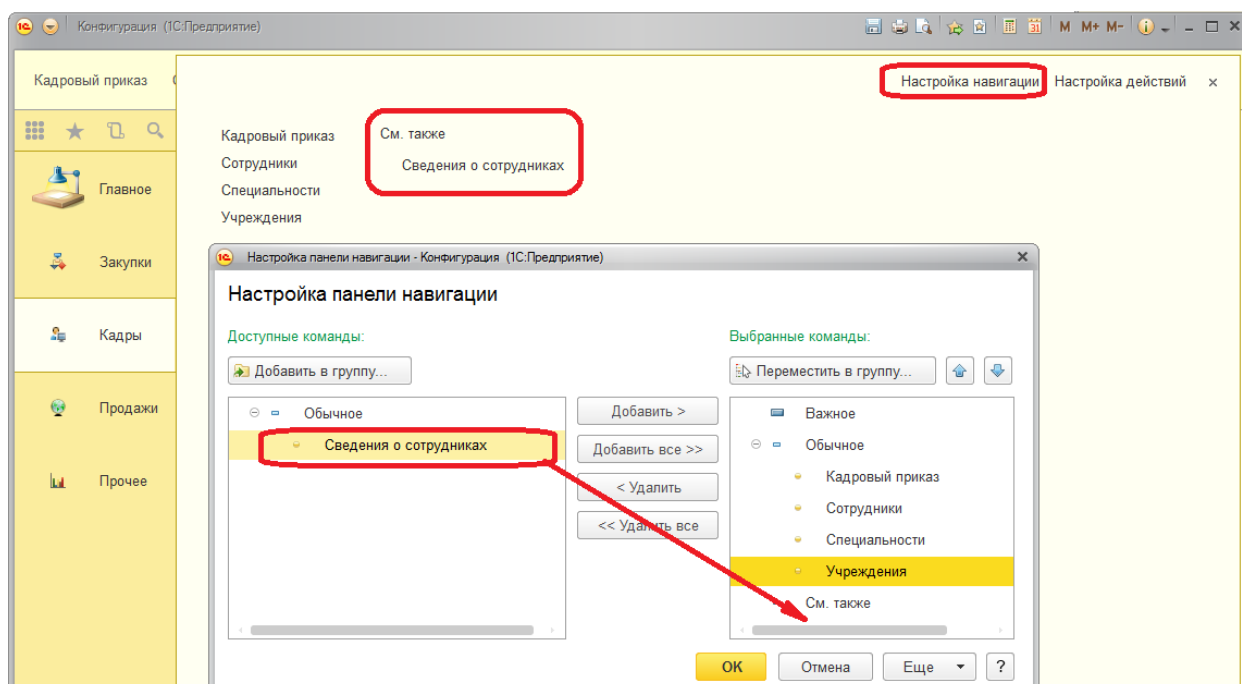 Конфигурация (1С:Предприятие)
M M+ M-
31
Кадровый приказ
Настройка навигации Настройка действий
Кадровый приказ
См. также
Сотрудники
Сведения о сотрудниках
Специальности
Учреждения
Главное
Закупки
Кадры
Продажи
Прочее
Настройка панели навигации - Конфигурация (1С:Предприятие)
Настройка панели навигации
Доступные команды:
Выбранные команды:
Добавить в группу...
Переместить в группу...
Обычное
Сведения о сотрудниках
Добавить >
Добавить все >>
< Удалить
<< Удалить все
Важное
Обычное
Кадровый приказ
Сотрудники
Специальности
Учреждения
См. также
ОК
Отмена
Еще
?